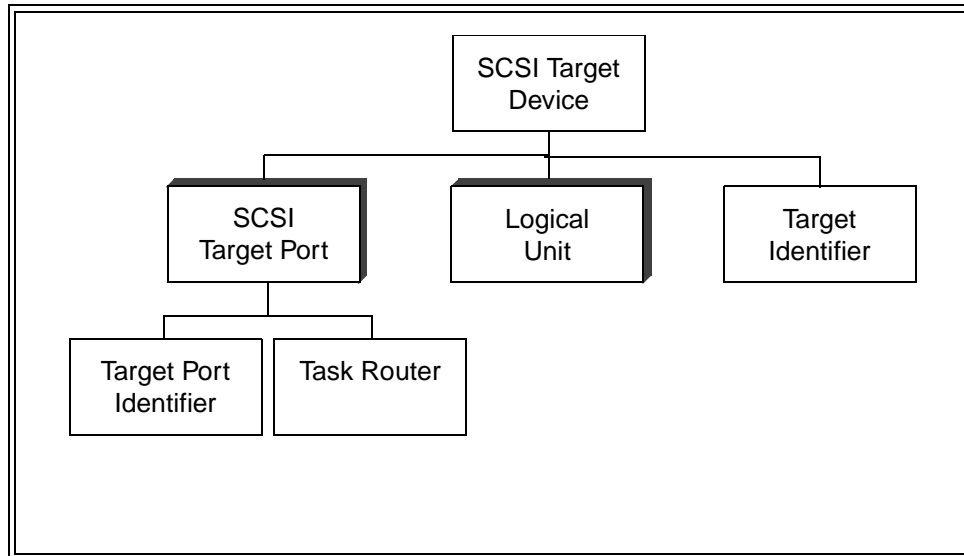 SCSI Target
Device
SCSI
Target Port
Logical
Unit
Target
Identifier
Target Port
Identifier
Task Router